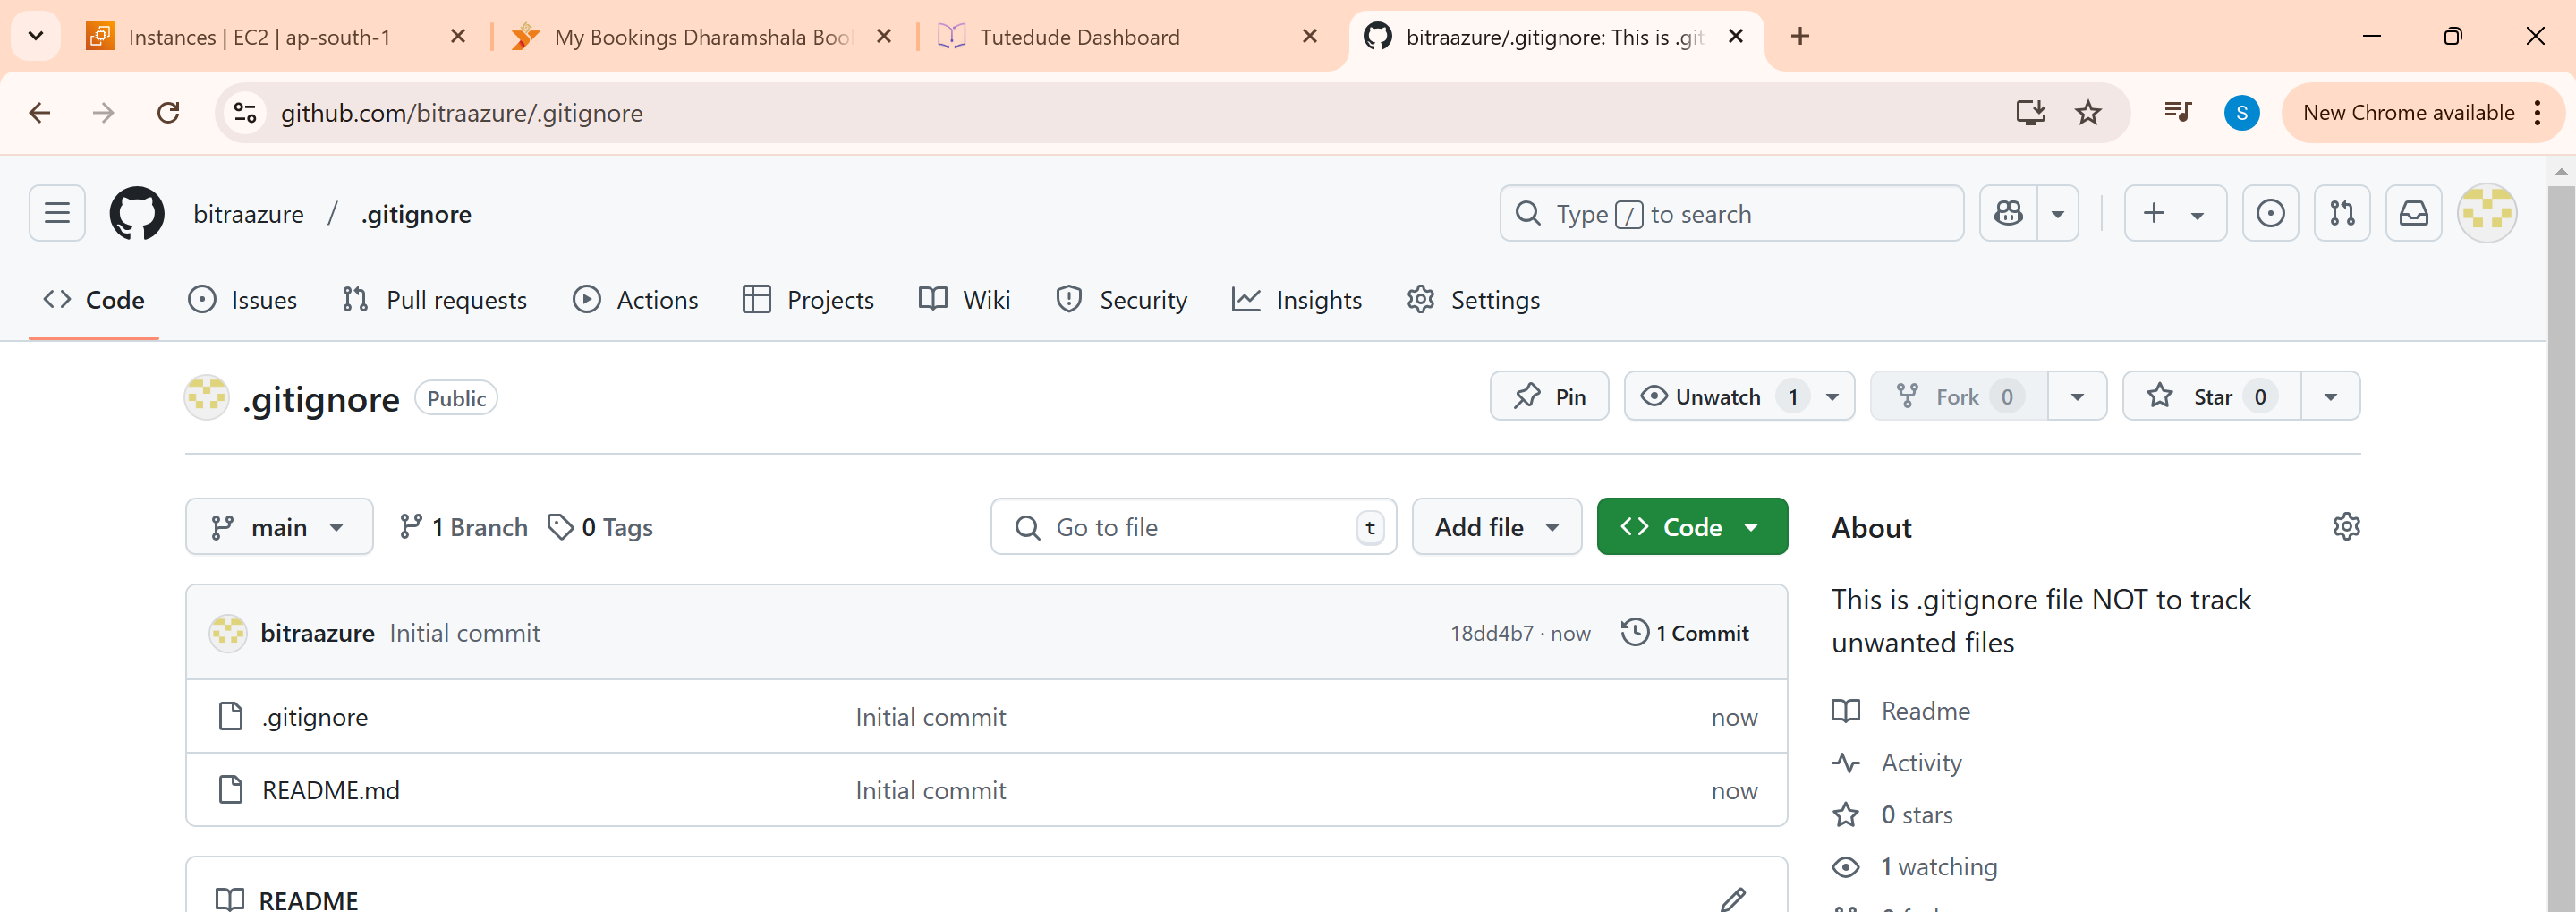 Instances | EC2 | ap-south-1
My Bookings Dharamshala Boo
Tutedude Dashboard
bitraazure/.gitignore: This is .git
github.com/bitraazure/.gitignore
S
New Chrome available
bitraazure / .gitignore
Type / to search
Code
Issues
Pull requests
Actions
Projects
Wiki
Security
Insights
Settings
.gitignore Public
Pin
Unwatch 1
Fork 0
Star 0
main
1 Branch
0 Tags
Go to file t
Add file
Code
About
This is .gitignore file NOT to track
unwanted files
bitraazure Initial commit 18dd4b7 · now 1 Commit
.gitignore Initial commit now
README.md Initial commit now
Readme
Activity
0 stars
1 watching
README